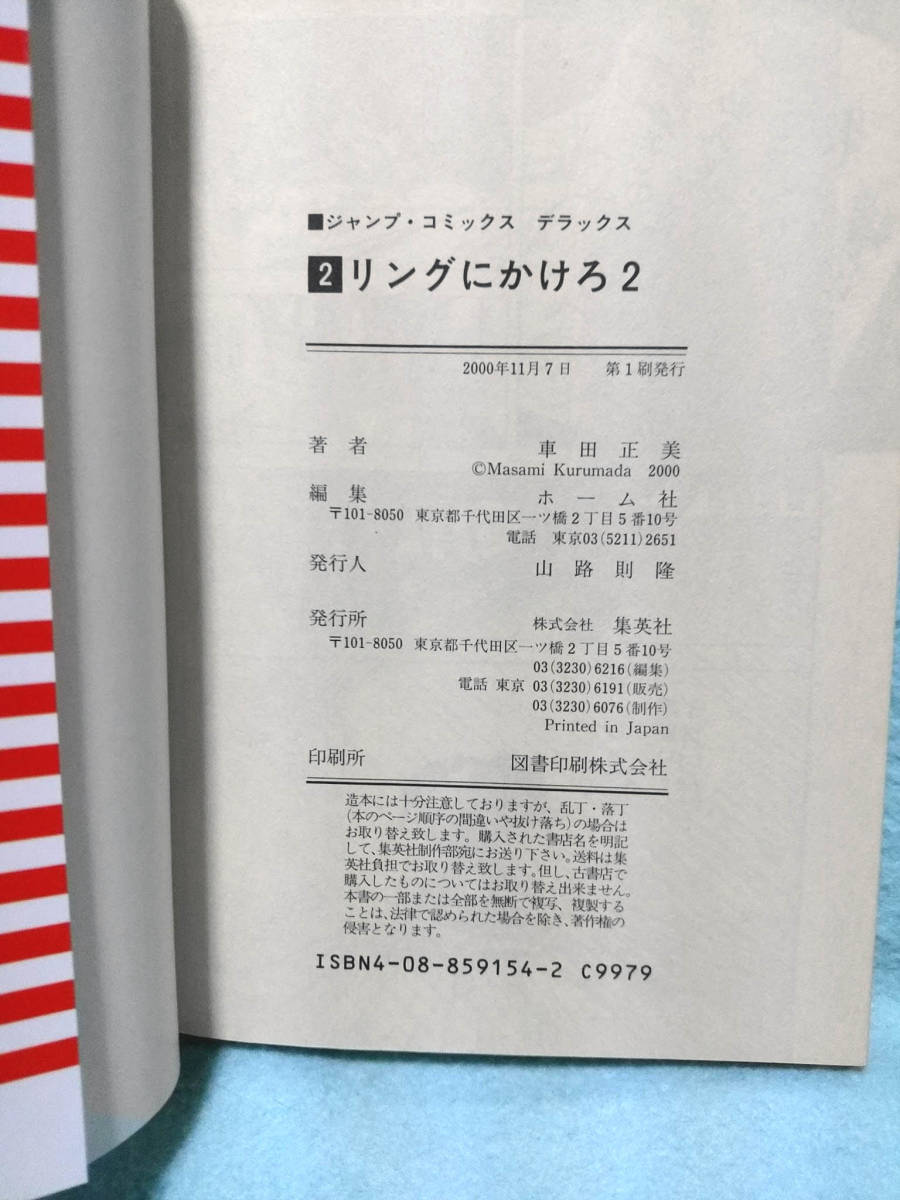 ■ジャンプ・コミックス デラックス
2 リングにかけろ2
2000年11月7日 第1刷発行
著者 車田正美
©Masami Kurumada 2000
編集 ホーム社
〒101-8050 東京都千代田区一ツ橋2丁目5番10号
電話 東京03(5211)2651
発行人 山路則隆
発行所 株式会社 集英社
〒101-8050 東京都千代田区一ツ橋2丁目5番10号
03(3230)6216(編集)
電話 東京 03(3230)6191(販売)
03(3230)6076(制作)
Printed in Japan
印刷所 図書印刷株式会社
造本には十分注意しておりますが、乱丁・落丁
(本のページ順序の間違いや抜け落ち)の場合は
お取り替え致します。購入された書店名を明記
して、集英社制作部宛にお送り下さい。送料は集
英社負担でお取り替え致します。但し、古書店で
購入したものについてはお取り替え出来ません。
本書の一部または全部を無断で複写、複製する
ことは、法律で認められた場合を除き、著作権の
侵害となります。
ISBN4-08-859154-2 C9979